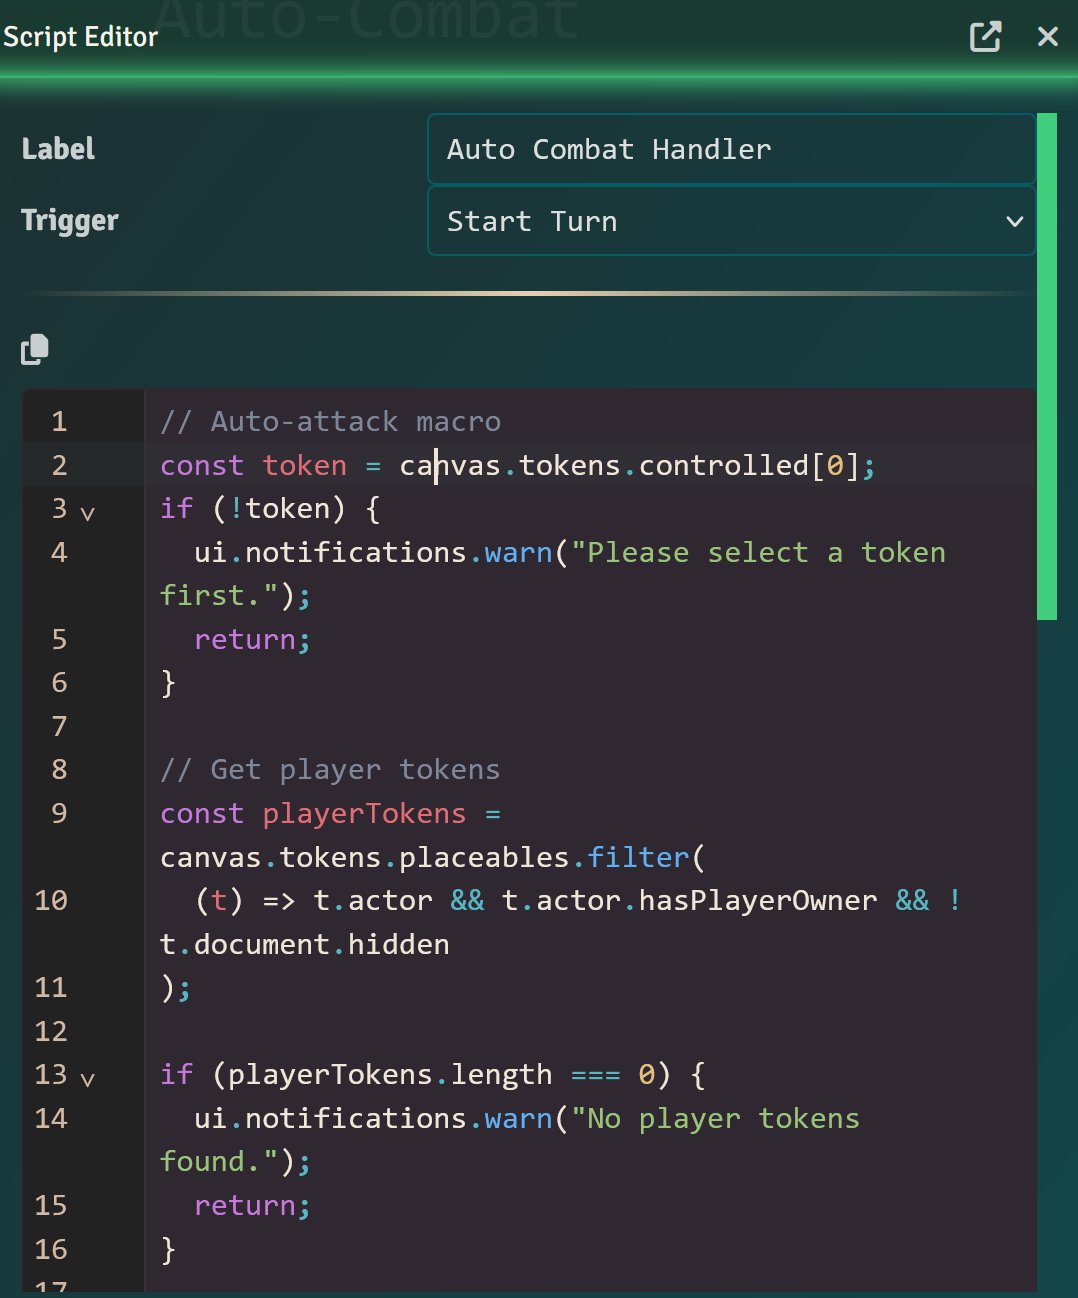 Auto-Combat
Script Editor
Label
Auto Combat Handler
Trigger
Start Turn
1 // Auto-attack macro
2 const token = canvas.tokens.controlled[0];
3 if (!token) {
4   ui.notifications.warn("Please select a token
first.");
5   return;
6 }
7
8 // Get player tokens
9 const playerTokens =
canvas.tokens.placeables.filter(
10   (t) => t.actor && t.actor.hasPlayerOwner && !
t.document.hidden
11 );
12
13 if (playerTokens.length === 0) {
14   ui.notifications.warn("No player tokens
found.");
15   return;
16 }
17